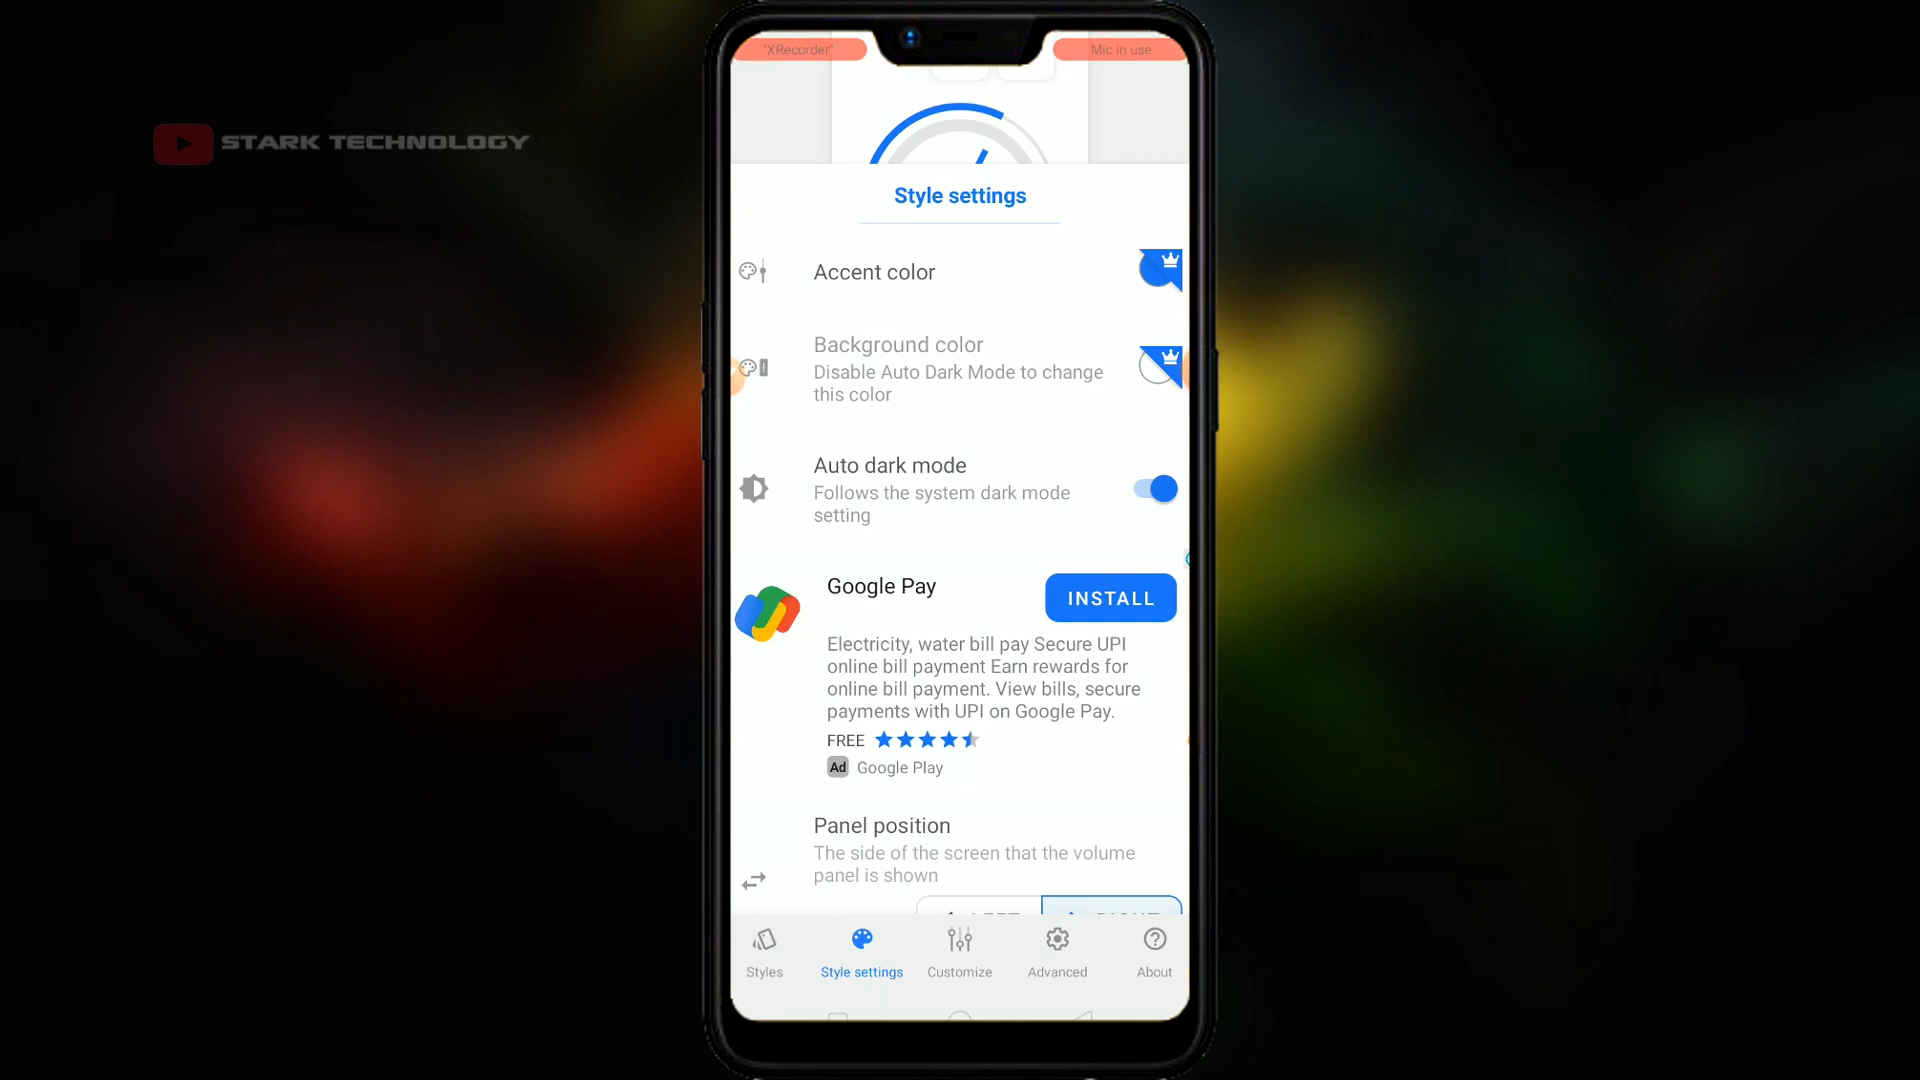 "XRecorder"
Mic in use
STARK TECHNOLOGY
Style settings
Accent color
Background color
Disable Auto Dark Mode to change
this color
Auto dark mode
Follows the system dark mode
setting
Google Pay
INSTALL
Electricity, water bill pay Secure UPI
online bill payment Earn rewards for
online bill payment. View bills, secure
payments with UPI on Google Pay.
FREE
Ad Google Play
Panel position
The side of the screen that the volume
panel is shown
Styles
Style settings
Customize
Advanced
About